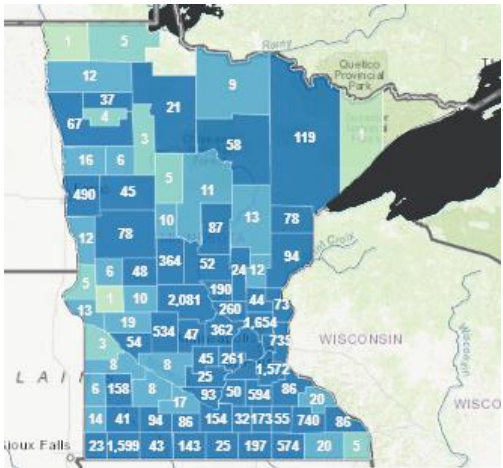 1 5
Rainy
12 9 Quetico
Provincial
Park
37
21
67 4
119
3 58 1
16 6
5
490 45 11
10 13
12 78 87 78
364 52 94
5 6 48 24 12
1 10 2,081 190 44 73
13 260
19 534 47 362 1,654
3 54 735
8 8 45 261 1,572
25
6 158 8 93 50 594 86
17 20
14 41 94 86 154 32 173 55 740 86
23 1,599 43 143 25 197 574 20 5
WISCONSIN
Sioux Falls